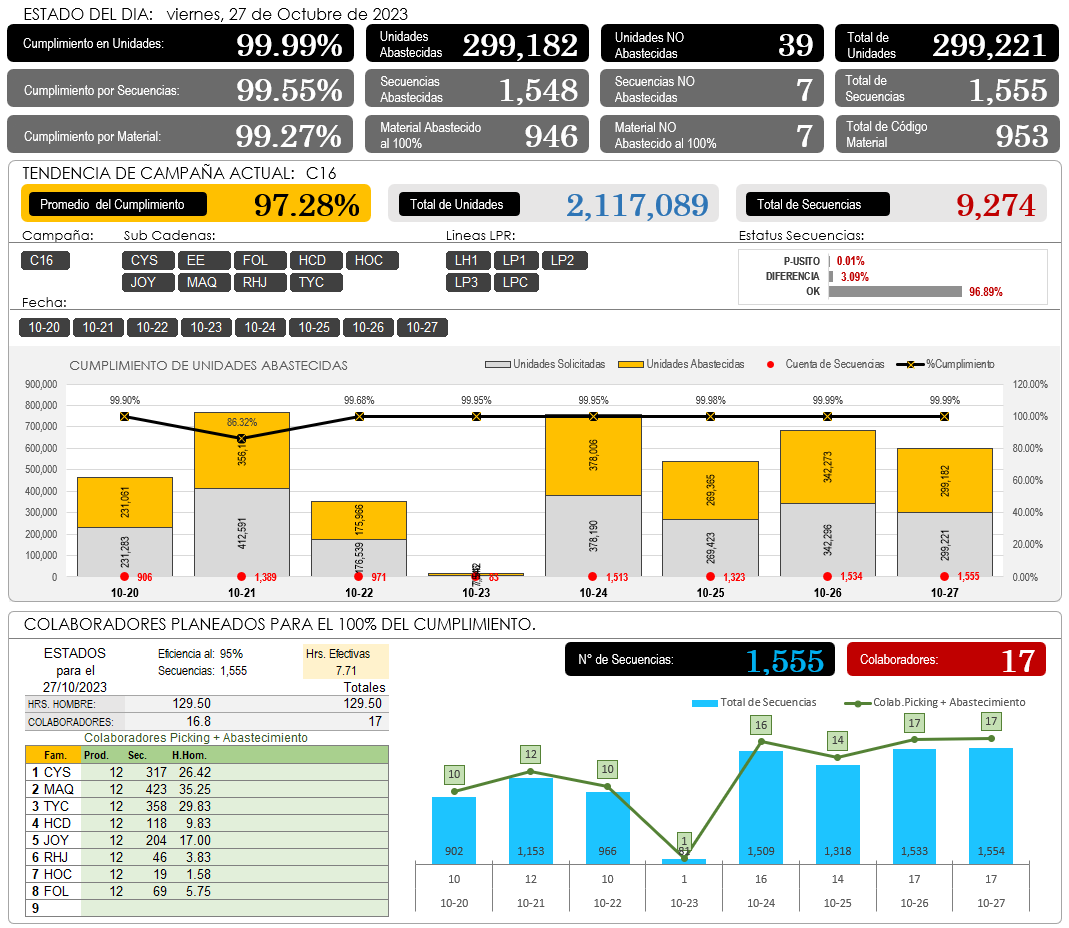 ESTADO DEL DIA: viernes, 27 de Octubre de 2023
Cumplimiento en Unidades: 99.99%
Unidades Abastecidas 299,182
Unidades NO Abastecidas 39
Total de Unidades 299,221
Cumplimiento por Secuencias: 99.55%
Secuencias Abastecidas 1,548
Secuencias NO Abastecidas 7
Total de Secuencias 1,555
Cumplimiento por Material: 99.27%
Material Abastecido al 100% 946
Material NO Abastecido al 100% 7
Total de Código Material 953
TENDENCIA DE CAMPAÑA ACTUAL: C16
Promedio del Cumplimiento 97.28%
Total de Unidades 2,117,089
Total de Secuencias 9,274
Campaña: Sub Cadenas: Lineas LPR: Estatus Secuencias:
C16 CYS EE FOL HCD HOC LH1 LP1 LP2
JOY MAQ RHJ TYC LP3 LPC
P-USITO 0.01%
DIFERENCIA 3.09%
OK 96.89%
Fecha:
10-20 10-21 10-22 10-23 10-24 10-25 10-26 10-27
CUMPLIMIENTO DE UNIDADES ABASTECIDAS
Unidades Solicitadas Unidades Abastecidas Cuenta de Secuencias %Cumplimiento
900,000
800,000
700,000
600,000
500,000
400,000
300,000
200,000
100,000
0
120.00%
100.00%
80.00%
60.00%
40.00%
20.00%
0.00%
99.90% 86.32% 99.68% 99.95% 99.95% 99.98% 99.99% 99.99%
231,061 175,966 378,006 269,365 342,273 299,182
231,283 412,591 176,539 378,190 269,423 342,296 299,221
906 1,389 971 83 1,513 1,323 1,534 1,555
10-20 10-21 10-22 10-23 10-24 10-25 10-26 10-27
COLABORADORES PLANEADOS PARA EL 100% DEL CUMPLIMIENTO.
ESTADOS para el 27/10/2023
Eficiencia al: 95%
Secuencias: 1,555
Hrs. Efectivas
7.71
Totales
HRS. HOMBRE: 129.50 129.50
COLABORADORES: 16.8 17
Colaboradores Picking + Abastecimiento
Fam. Prod. Sec. H.Hom.
1 CYS 12 317 26.42
2 MAQ 12 423 35.25
3 TYC 12 358 29.83
4 HCD 12 118 9.83
5 JOY 12 204 17.00
6 RHJ 12 46 3.83
7 HOC 12 19 1.58
8 FOL 12 69 5.75
9
N° de Secuencias: 1,555
Colaboradores: 17
Total de Secuencias Colab.Picking + Abastecimiento
10 12 10 1 16 14 17 17
902 1,153 966 81 1,509 1,318 1,533 1,554
10 12 10 1 16 14 17 17
10-20 10-21 10-22 10-23 10-24 10-25 10-26 10-27